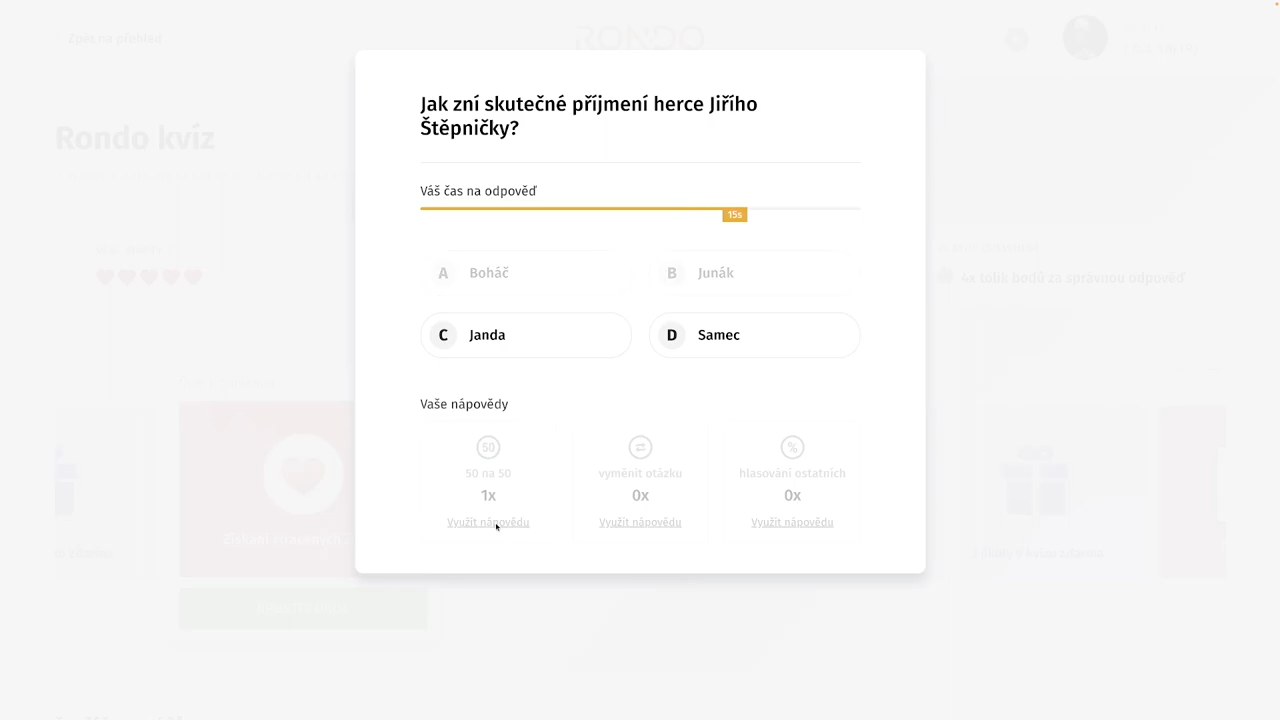 Zpět na přehled
RONDO
Rondo kvíz
Jak zní skutečné příjmení herce Jiřího
Štěpničky?
Váš čas na odpověď
15s
A Boháč
B Junák
C Janda
D Samec
4x tolik bodů za správnou odpověď
Vaše nápovědy
50
50 na 50
1x
Využít nápovědu
vyměnit otázku
0x
Využít nápovědu
%
hlasování ostatních
0x
Využít nápovědu